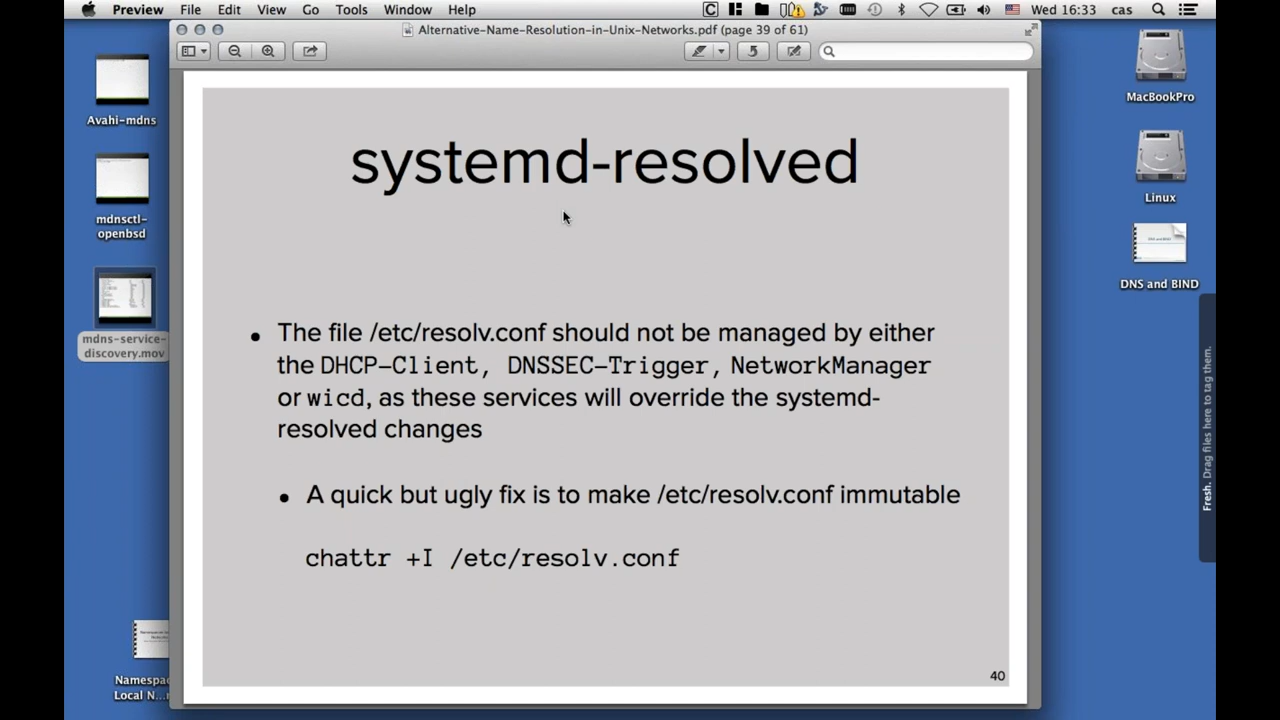 Preview File Edit View Go Tools Window Help Wed 16:33 cas
Alternative-Name-Resolution-in-Unix-Networks.pdf (page 39 of 61)
Avahi-mdns
mdnsctl-
openbsd
mdns-service-
discovery.mov
Namespa
Local N...
systemd-resolved
• The file /etc/resolv.conf should not be managed by either
the DHCP-Client, DNSSEC-Trigger, NetworkManager
or wicd, as these services will override the systemd-
resolved changes
• A quick but ugly fix is to make /etc/resolv.conf immutable
chattr +I /etc/resolv.conf
40
MacBookPro
Linux
DNS and BIND
Fresh. Drag files here to tag them.